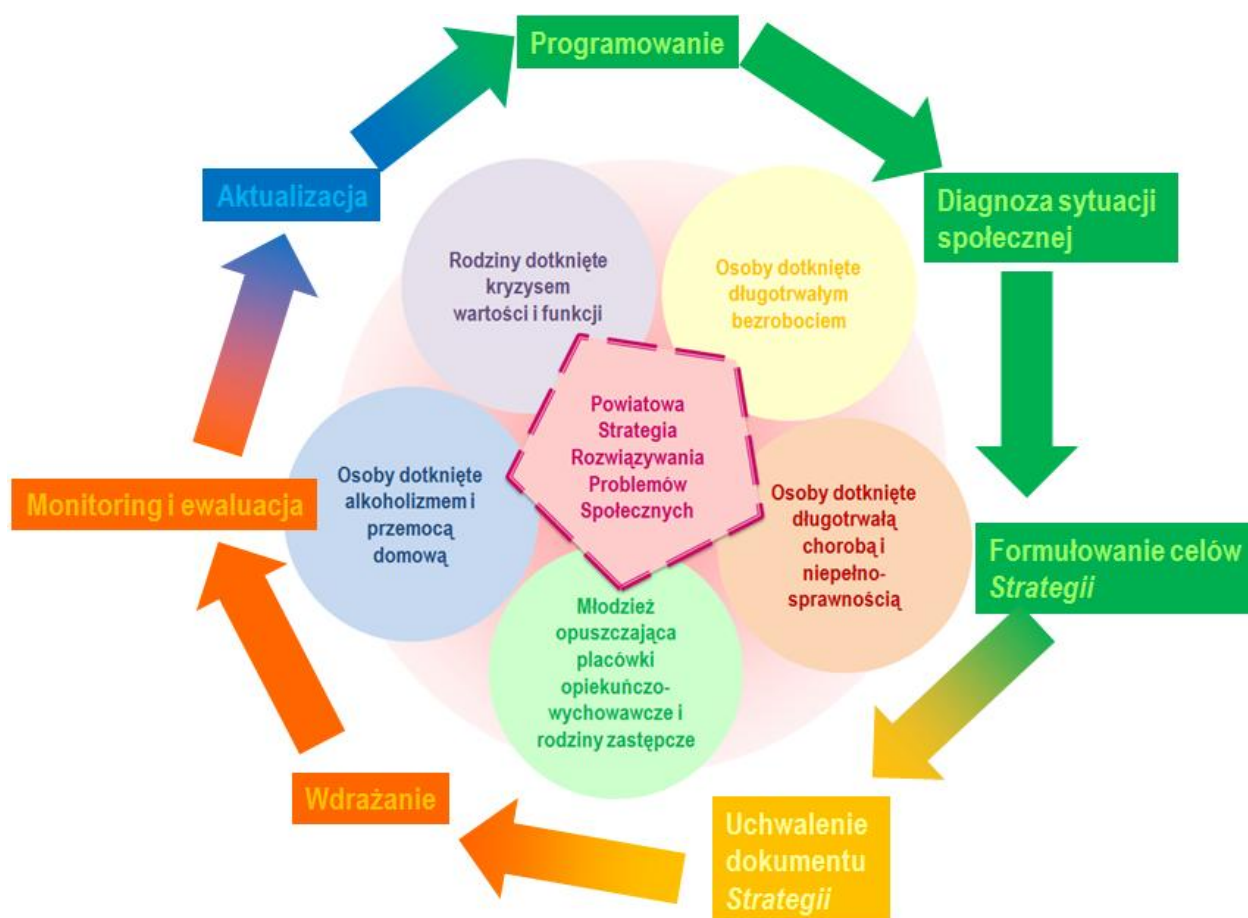 Programowanie
Diagnoza sytuacji
społecznej
Formułowanie celów
Strategii
Uchwalenie
dokumentu
Strategii
Wdrażanie
Monitoring i ewaluacja
Aktualizacja
Rodziny dotknięte
kryzysem
wartości i funkcji
Osoby dotknięte
długotrwałym
bezrobociem
Osoby dotknięte
długotrwałą
chorobą i
niepełno-
sprawnością
Młodzież
opuszczająca
placówki
opiekuńczo-
wychowawcze i
rodziny zastępcze
Osoby dotknięte
alkoholizmem i
przemocą
domową
Powiatowa
Strategia
Rozwiązywania
Problemów
Społecznych